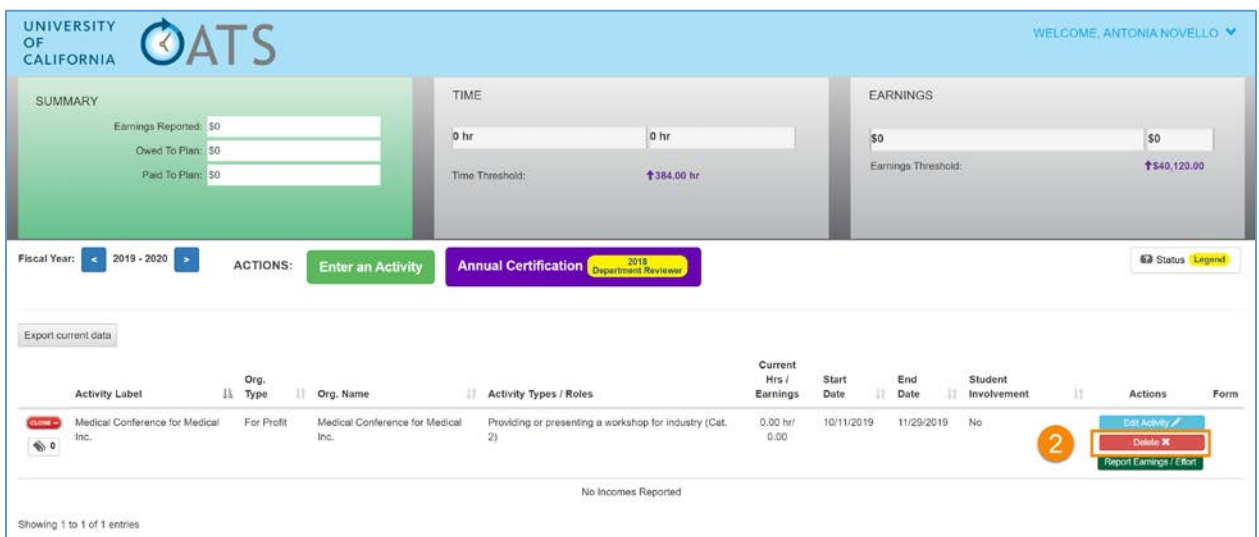 UNIVERSITY
OF
CALIFORNIA
OATS
WELCOME, ANTONIA NOVELLO
SUMMARY
Earnings Reported: $0
Owed To Plan: $0
Paid To Plan: $0
TIME
0 hr 0 hr
Time Threshold: 384.00 hr
EARNINGS
$0 $0
Earnings Threshold: $40,120.00
Fiscal Year: < 2019 - 2020 > ACTIONS: Enter an Activity Annual Certification 2018
Department Reviewer
Status Legend
Export current data
Activity Label Org.
Type Org. Name Activity Types / Roles Current
Hrs /
Earnings Start
Date End
Date Student
Involvement Actions Form
CLOSE − Medical Conference for Medical
Inc. For Profit Medical Conference for Medical
Inc. Providing or presenting a workshop for industry (Cat.
2) 0.00 hr/
0.00 10/11/2019 11/29/2019 No Edit Activity
0
2 Delete X
Report Earnings / Effort
No Incomes Reported
Showing 1 to 1 of 1 entries